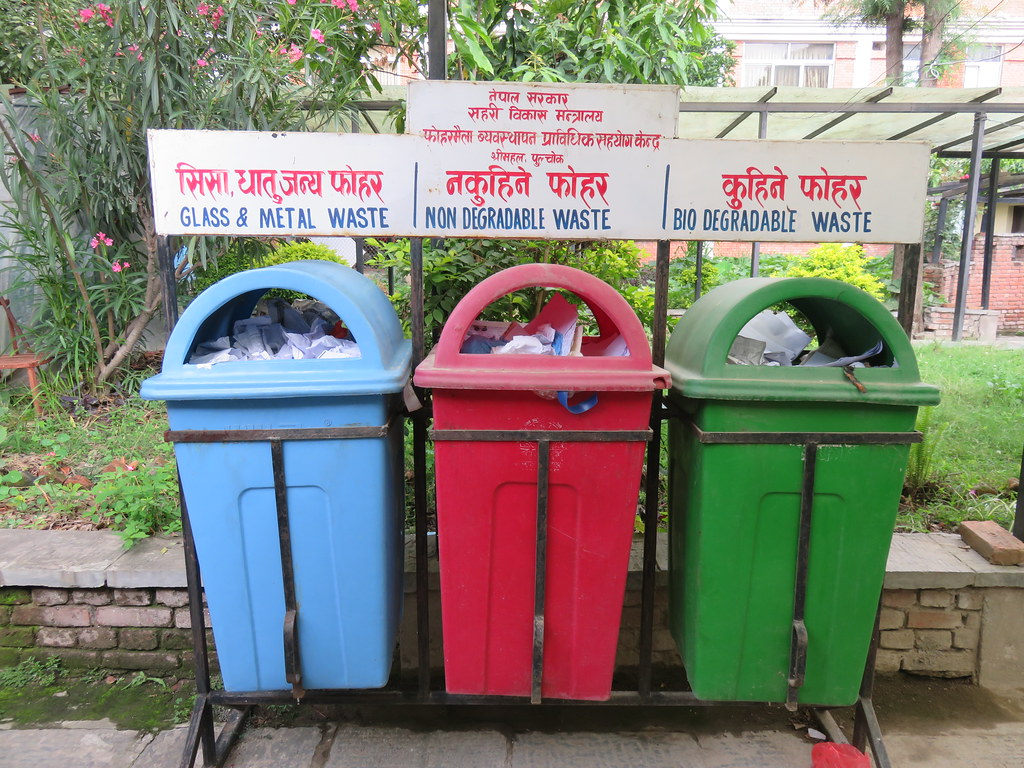 नेपाल सरकार
सहरी विकास मन्त्रालय
फोहरमैला व्यवस्थापन प्राविधिक सहयोग केन्द्र
श्रीमहल, पुल्चोक
सिसा, धातुजन्य फोहर
GLASS & METAL WASTE
नकुहिने फोहर
NON DEGRADABLE WASTE
कुहिने फोहर
BIO DEGRADABLE WASTE